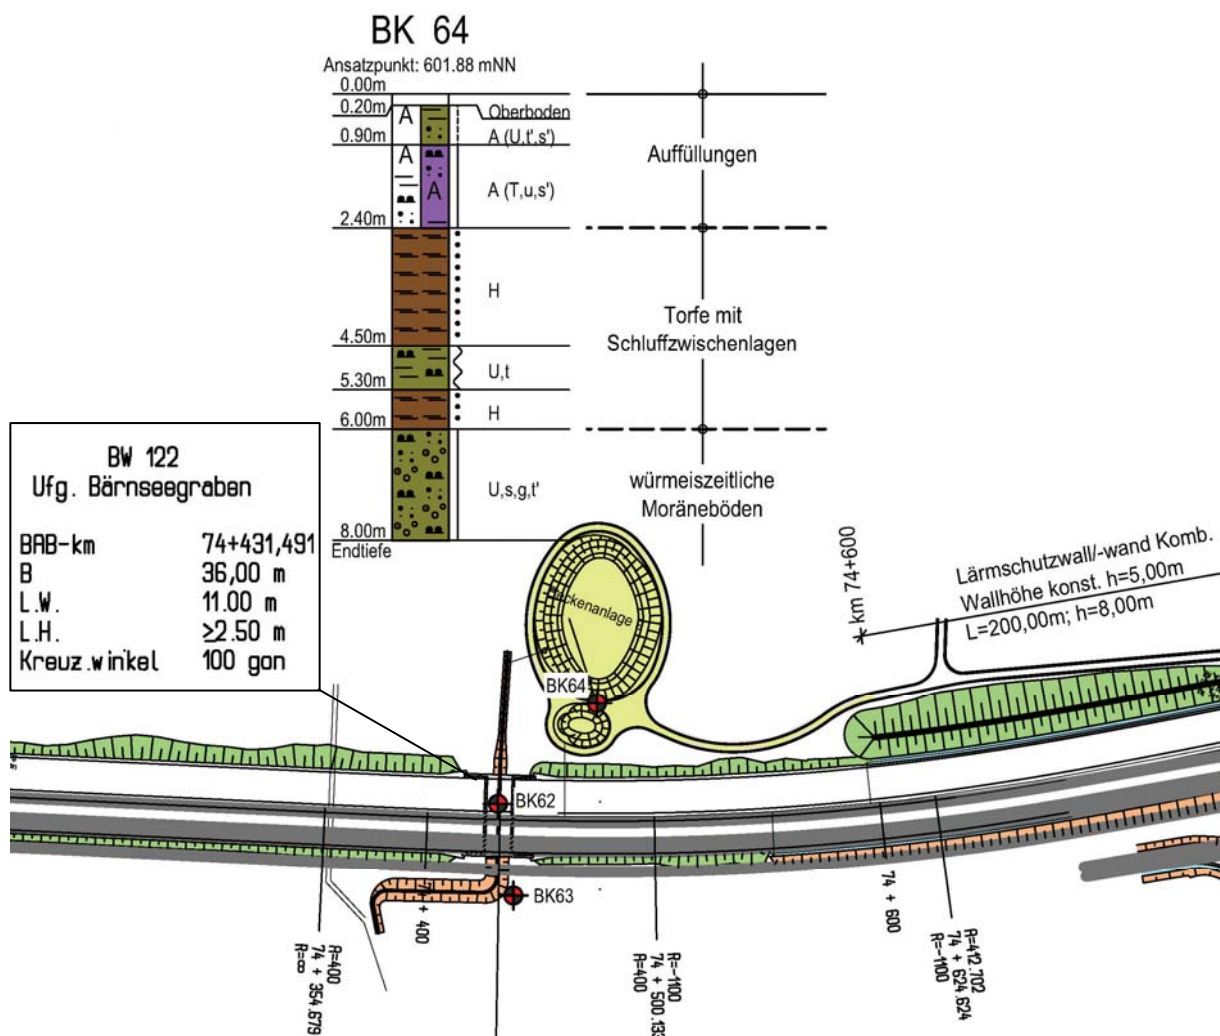 BK 64
Ansatzpunkt: 601.88 mNN
0.00m
0.20m
Oberboden
A
0.90m
A (U.t'.s')
A
Auffüllungen
A
A (T,u,s')
2.40m
H
Torfe mit
Schluffzwischenlagen
4.50m
U,t
5.30m
H
6.00m
U,s,g,t'
würmeiszeitliche
Moräneböden
8.00m
Endtiefe
BW 122
Ufg. Bärnseegraben
BAB-km 74+431,491
B 36,00 m
L.W. 11.00 m
L.H. ≥2.50 m
Kreuz.winkel 100 gon
km 74+600
Lärmschutzwall/-wand Komb.
Wallhöhe konst. h=5,00m
L=200,00m; h=8,00m
BK64
BK62
BK63
74 + 400
74 + 600
A=400
74 + 354.679
R=∞
R=-1100
74 + 500.133
A=400
A=412.702
74 + 624.624
R=-1100